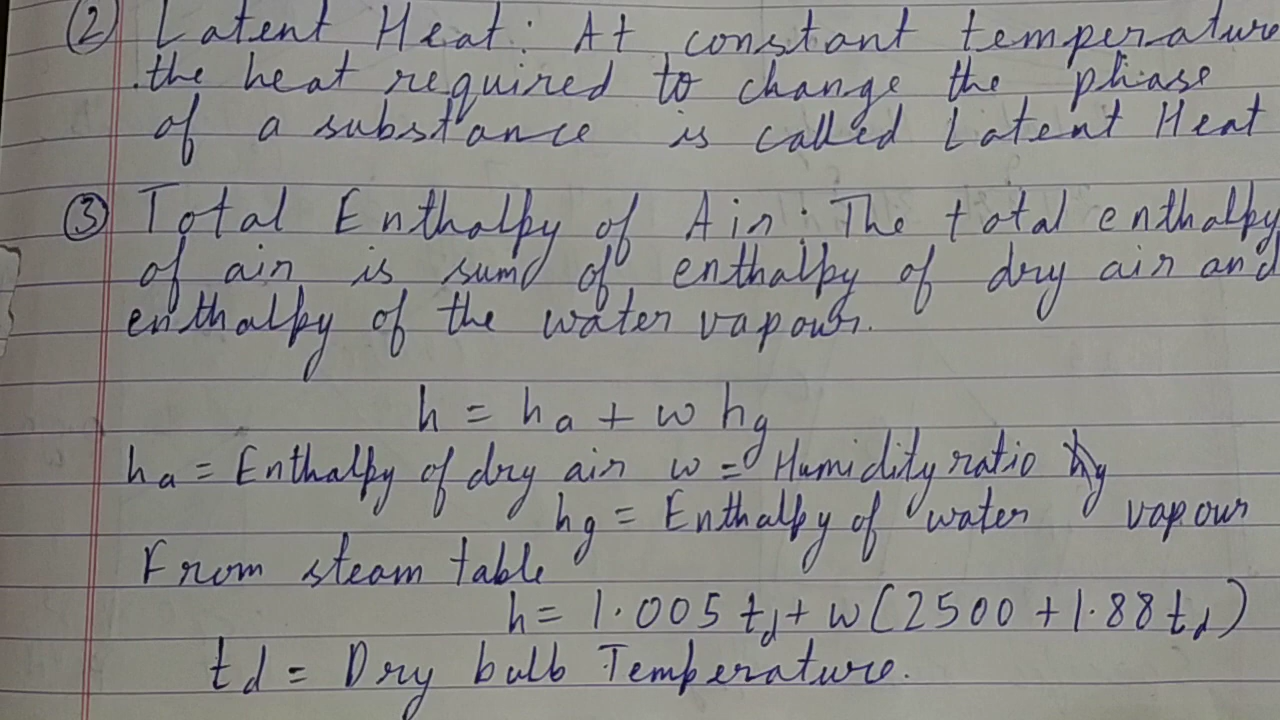 ② Latent Heat: At constant temperature
the heat required to change the phase
of a substance is called Latent Heat
③ Total Enthalpy of Air: The total enthalpy
of air is sum of enthalpy of dry air and
enthalpy of the water vapour.
h = ha + w hg
ha = Enthalpy of dry air w = Humidity ratio
hg = Enthalpy of water vapour
From steam table
h = 1.005 td + w(2500 + 1.88 td)
td = Dry bulb Temperature.